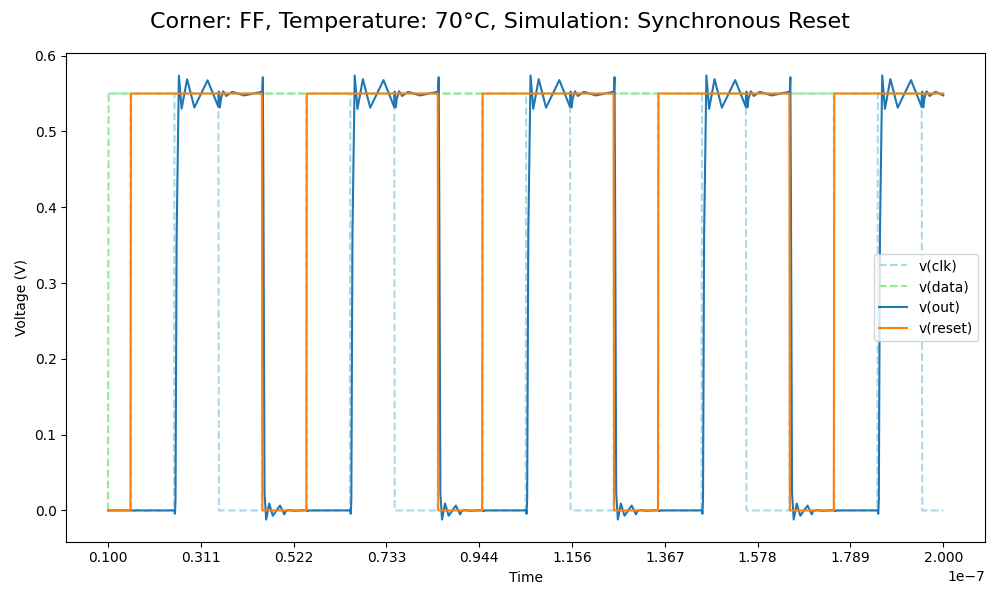 Corner: FF, Temperature: 70°C, Simulation: Synchronous Reset
0.6
0.5
0.4
0.3
0.2
0.1
0.0
Voltage (V)
v(clk)
v(data)
v(out)
v(reset)
0.100 0.311 0.522 0.733 0.944 1.156 1.367 1.578 1.789 2.000
1e−7
Time